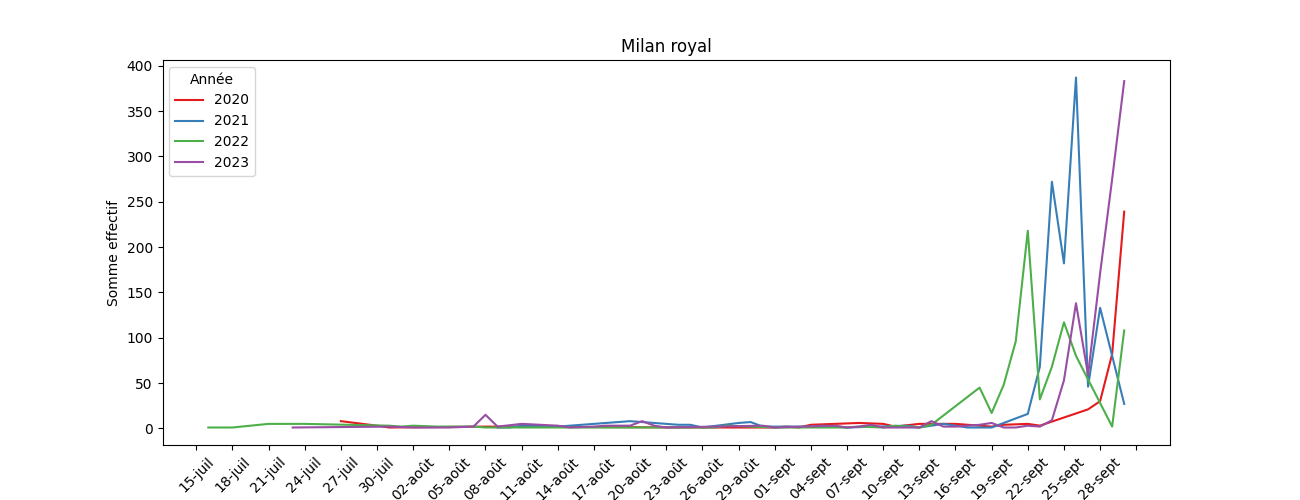 Milan royal
Somme effectif
400
350
300
250
200
150
100
50
0
Année
2020
2021
2022
2023
15-juil
18-juil
21-juil
24-juil
27-juil
30-juil
02-août
05-août
08-août
11-août
14-août
17-août
20-août
23-août
26-août
29-août
01-sept
04-sept
07-sept
10-sept
13-sept
16-sept
19-sept
22-sept
25-sept
28-sept